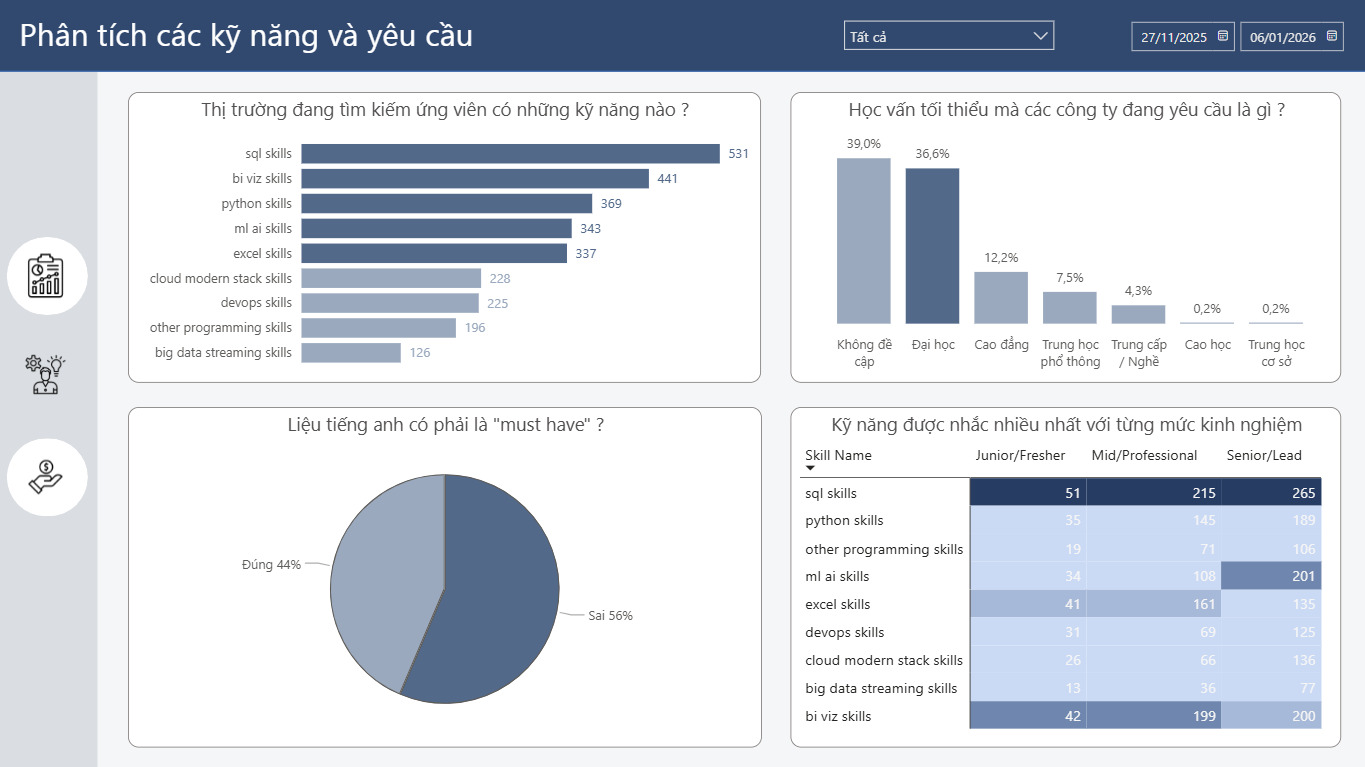 Phân tích các kỹ năng và yêu cầu
Tất cả
27/11/2025
06/01/2026
Thị trường đang tìm kiếm ứng viên có những kỹ năng nào ?
sql skills 531
bi viz skills 441
python skills 369
ml ai skills 343
excel skills 337
cloud modern stack skills 228
devops skills 225
other programming skills 196
big data streaming skills 126
Học vấn tối thiểu mà các công ty đang yêu cầu là gì ?
39,0%
36,6%
12,2%
7,5%
4,3%
0,2%
0,2%
Không đề cập
Đại học
Cao đẳng
Trung học phổ thông
Trung cấp / Nghề
Cao học
Trung học cơ sở
Liệu tiếng anh có phải là "must have" ?
Đúng 44%
Sai 56%
Kỹ năng được nhắc nhiều nhất với từng mức kinh nghiệm
Skill Name Junior/Fresher Mid/Professional Senior/Lead
sql skills 51 215 265
python skills 35 145 189
other programming skills 19 71 106
ml ai skills 34 108 201
excel skills 41 161 135
devops skills 31 69 125
cloud modern stack skills 26 66 136
big data streaming skills 13 36 77
bi viz skills 42 199 200